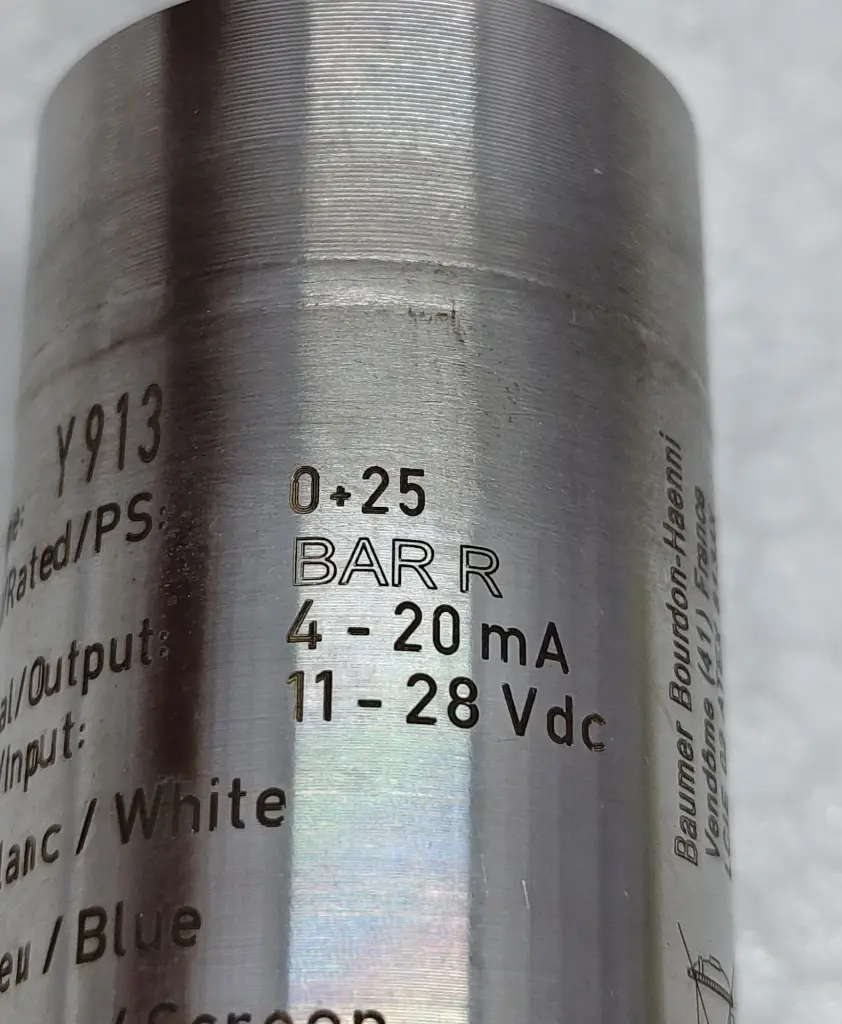 Y913
Rated/PS: 0+25
BAR R
al/Output: 4 - 20 mA
/Input: 11 - 28 Vdc
lanc / White
eu / Blue
/ Screen
Baumer Bourdon-Haenni
Vendôme (41) France